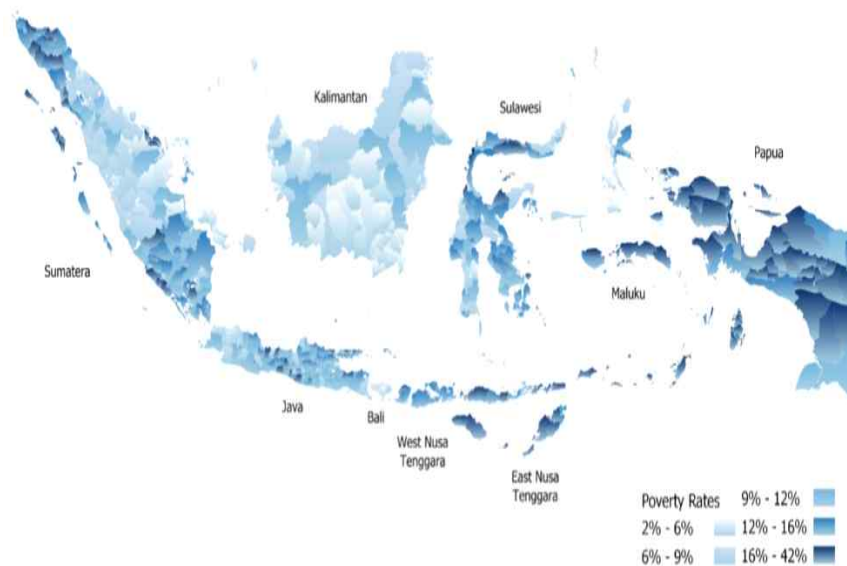 Kalimantan
Sulawesi
Papua
Sumatera
Maluku
Java
Bali
West Nusa
Tenggara
East Nusa
Tenggara
Poverty Rates 9% - 12%
2% - 6% 12% - 16%
6% - 9% 16% - 42%